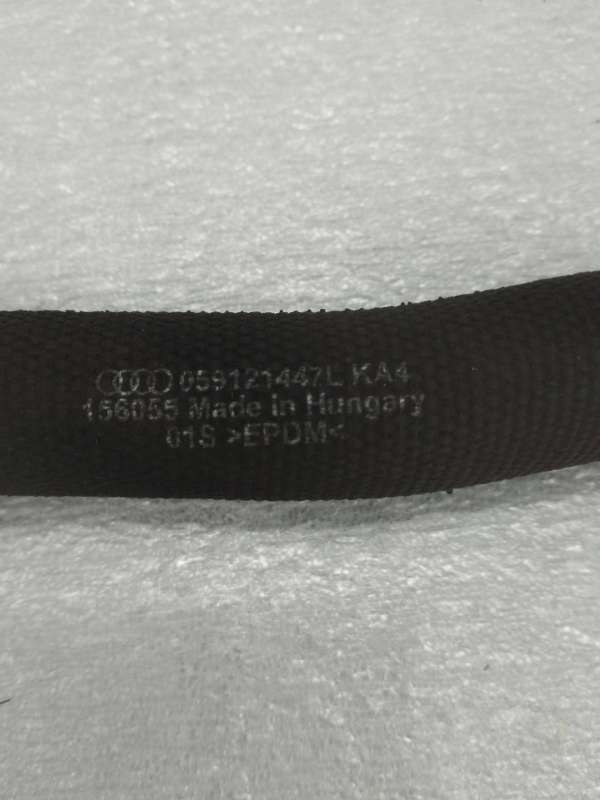 059121447L KA4
156055 Made in Hungary
01S >EPDM<